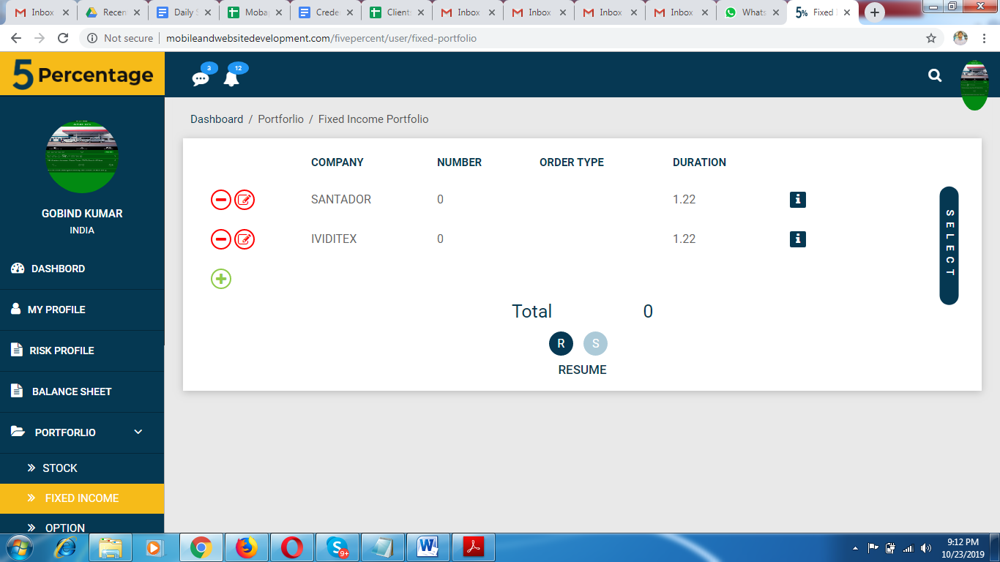 Inbox Recen Daily S Mobap Crede Clients Inbox Inbox Inbox Inbox Whats 5% Fixed I
Not secure | mobileandwebsitedevelopment.com/fivepercent/user/fixed-portfolio
5 Percentage
3 12
Dashboard / Portforlio / Fixed Income Portfolio
GOBIND KUMAR
INDIA
DASHBORD
MY PROFILE
RISK PROFILE
BALANCE SHEET
PORTFORLIO
STOCK
FIXED INCOME
OPTION
COMPANY NUMBER ORDER TYPE DURATION
SANTADOR 0 1.22
IVIDITEX 0 1.22
Total 0
R S
RESUME
SELECT
9+
9:12 PM
10/23/2019